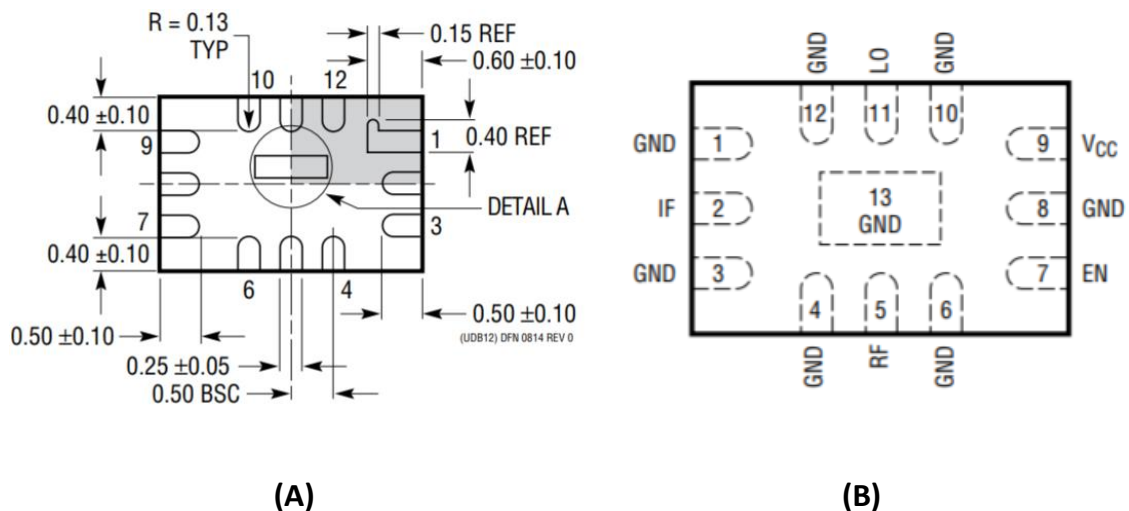 R = 0.13
TYP
0.15 REF
0.60 ±0.10
10
12
0.40 ±0.10
9
1
0.40 REF
7
DETAIL A
3
0.40 ±0.10
6
4
0.50 ±0.10
0.50 ±0.10
(UDB12) DFN 0814 REV 0
0.25 ±0.05
0.50 BSC
(A)
GND
LO
GND
12
11
10
GND
1
9
VCC
IF
2
13
GND
8
GND
GND
3
7
EN
4
5
6
GND
RF
GND
(B)